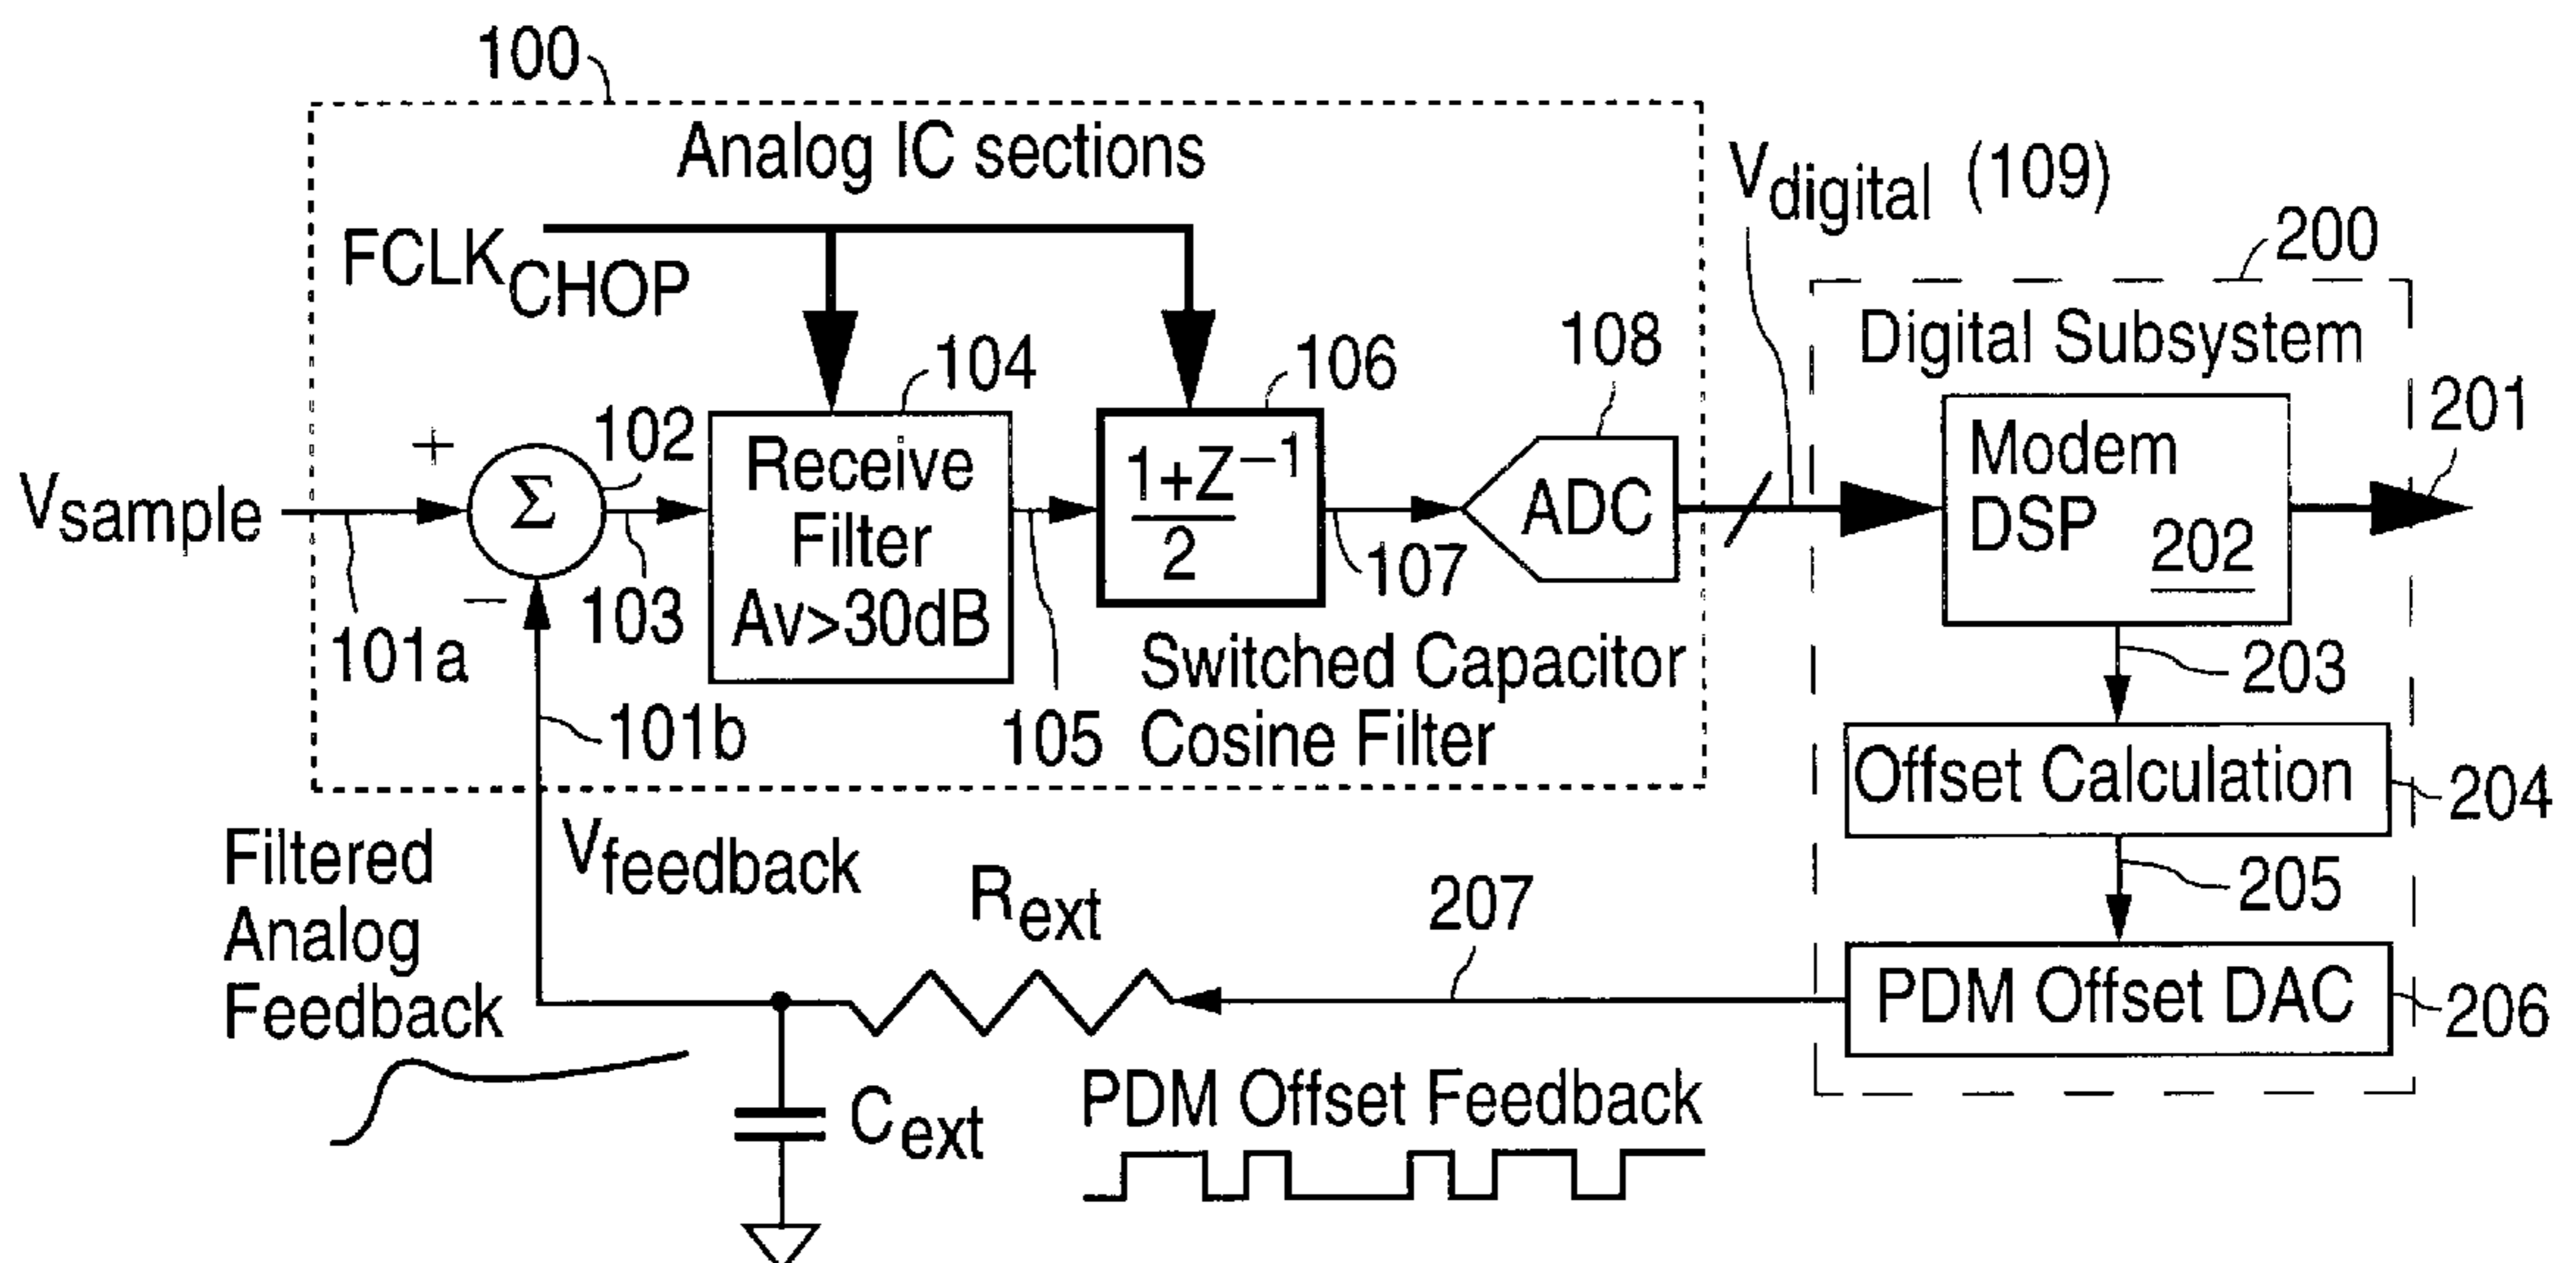 100
Analog IC sections
FCLKCHOP
Vdigital (109)
200
Digital Subsystem
104
106
108
201
+
102
Vsample
Σ
Receive
Filter
Av>30dB
1+Z−1
2
ADC
Modem
DSP
202
−
103
101a
107
101b
105
Switched Capacitor
Cosine Filter
203
Offset Calculation
204
Filtered
Analog
Feedback
Vfeedback
Rext
207
205
PDM Offset DAC
206
Cext
PDM Offset Feedback